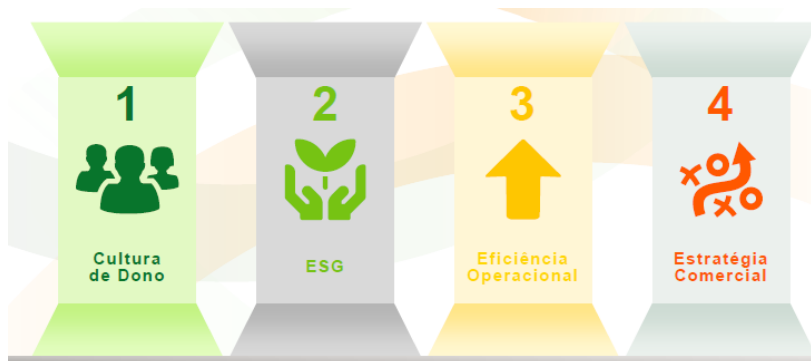 1
Cultura
de Dono
2
ESG
3
Eficiência
Operacional
4
Estratégia
Comercial